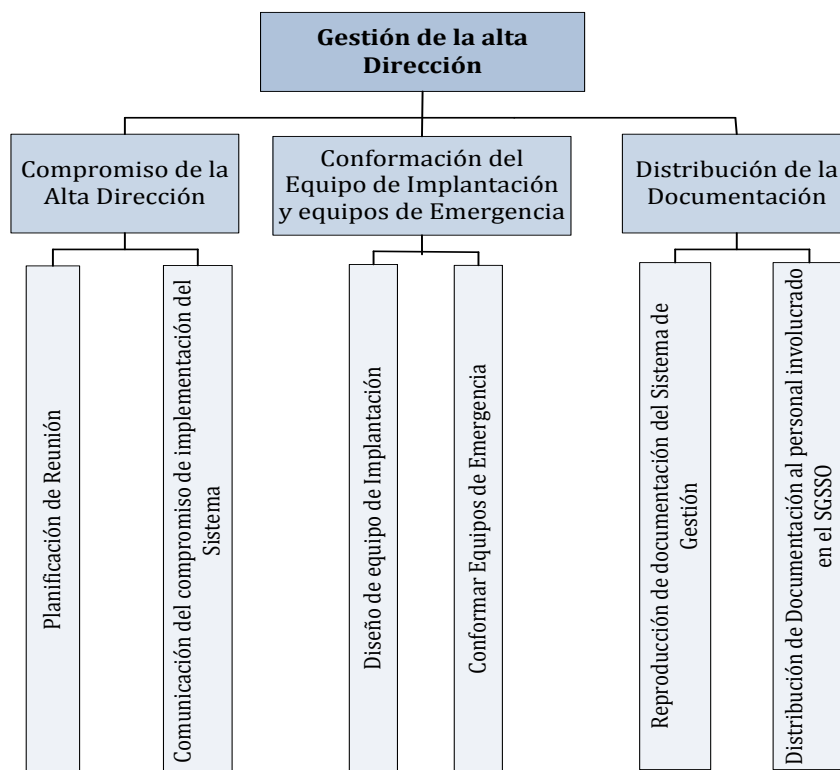 Gestión de la alta
Dirección
Compromiso de la
Alta Dirección
Conformación del
Equipo de Implantación
y equipos de Emergencia
Distribución de la
Documentación
Planificación de Reunión
Comunicación del compromiso de implementación del
Sistema
Diseño de equipo de Implantación
Conformar Equipos de Emergencia
Reproducción de documentación del Sistema de
Gestión
Distribución de Documentación al personal involucrado
en el SGSSO